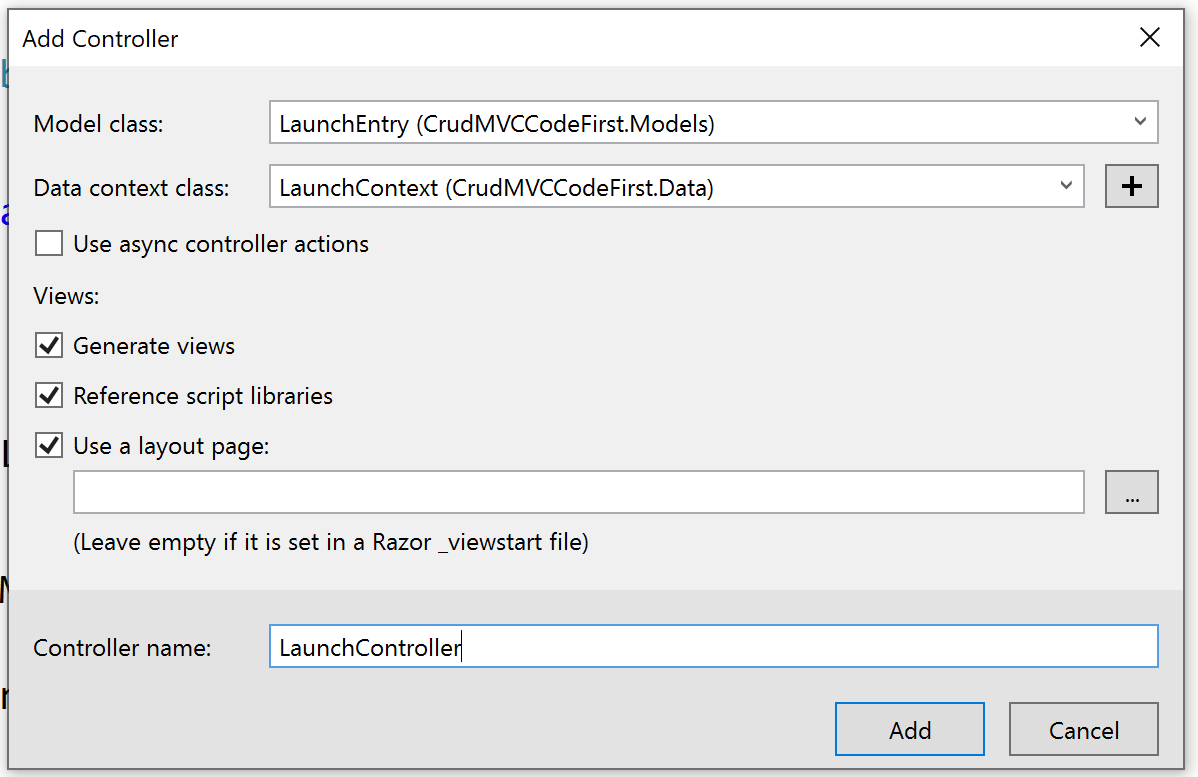 Add Controller
Model class: LaunchEntry (CrudMVCCodeFirst.Models)
Data context class: LaunchContext (CrudMVCCodeFirst.Data) +
Use async controller actions
Views:
Generate views
Reference script libraries
Use a layout page:
...
(Leave empty if it is set in a Razor _viewstart file)
Controller name: LaunchController
Add Cancel